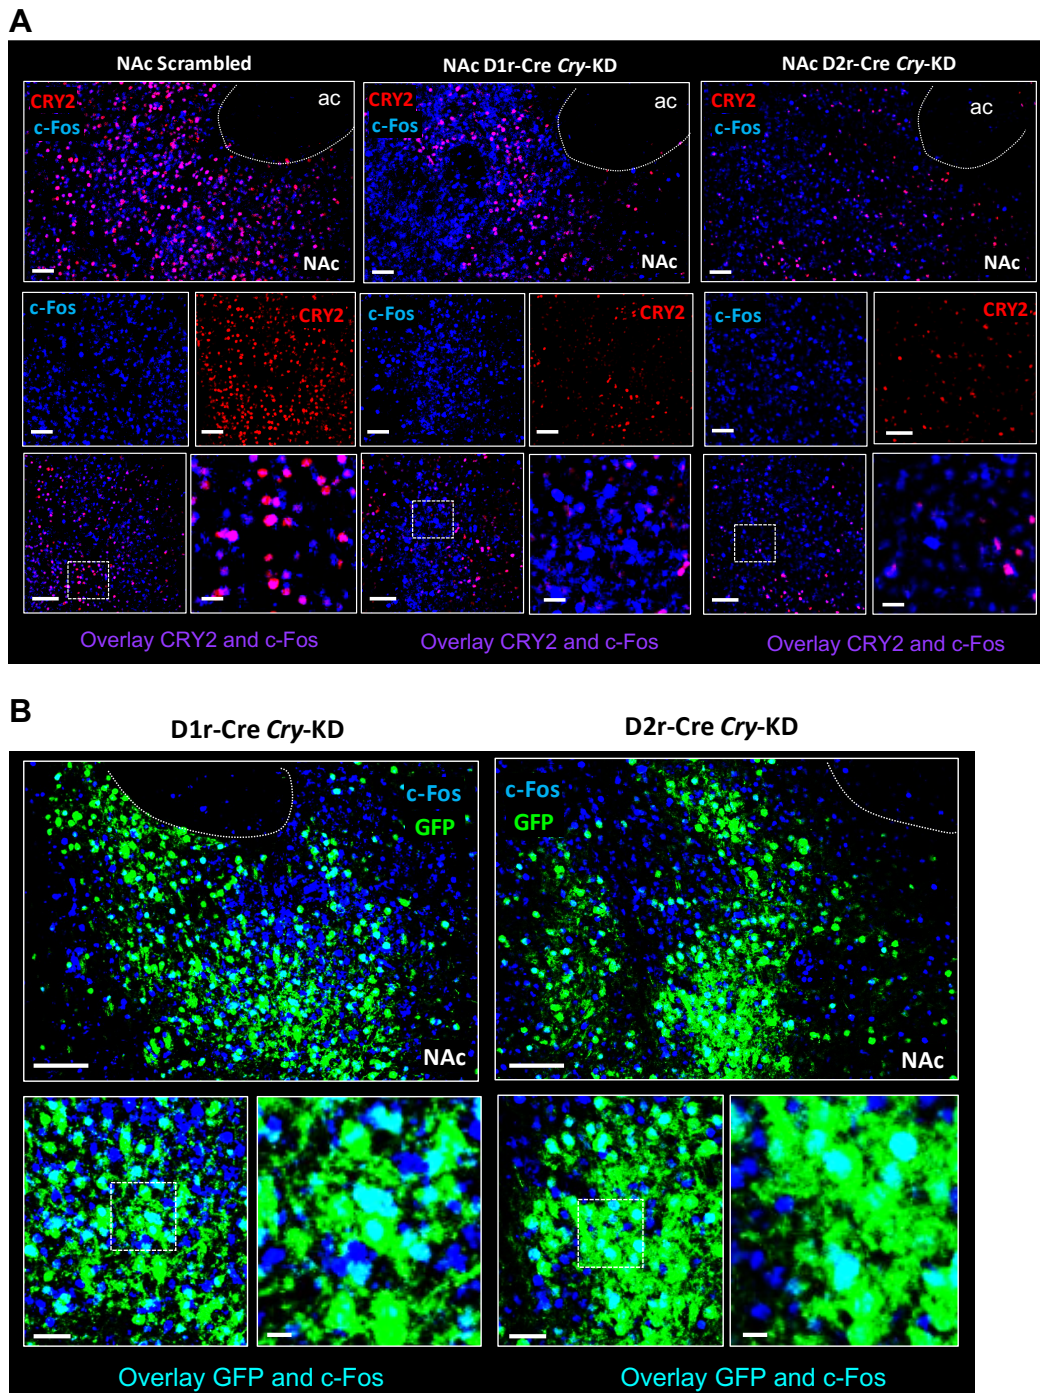 A
NAc Scrambled
NAc D1r-Cre Cry-KD
NAc D2r-Cre Cry-KD
CRY2
c-Fos
ac
NAc
CRY2
c-Fos
ac
NAc
CRY2
c-Fos
ac
NAc
c-Fos
CRY2
c-Fos
CRY2
c-Fos
CRY2
Overlay CRY2 and c-Fos
Overlay CRY2 and c-Fos
Overlay CRY2 and c-Fos
B
D1r-Cre Cry-KD
D2r-Cre Cry-KD
c-Fos
GFP
NAc
c-Fos
GFP
NAc
Overlay GFP and c-Fos
Overlay GFP and c-Fos